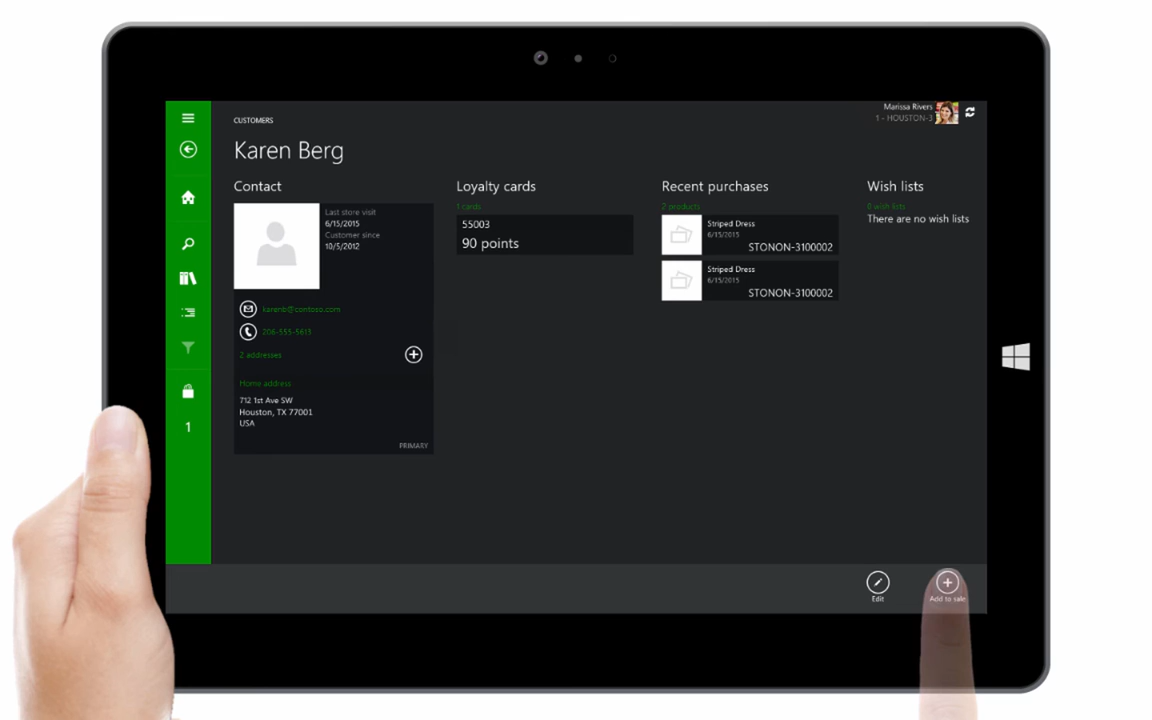 Marissa Rivers
1 - HOUSTON-3
CUSTOMERS
Karen Berg
Contact
Last store visit
6/15/2015
Customer since
10/5/2012
karenb@contoso.com
206-555-5613
2 addresses
Home address
712 1st Ave SW
Houston, TX 77001
USA
PRIMARY
Loyalty cards
1 cards
55003
90 points
Recent purchases
2 products
Striped Dress
6/15/2015
STONON-3100002
Striped Dress
6/15/2015
STONON-3100002
Wish lists
0 wish lists
There are no wish lists
1
Edit
Add to sale